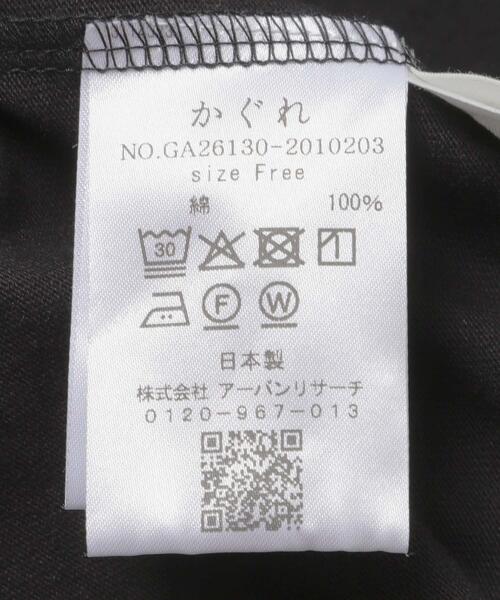 かぐれ
NO.GA26130-2010203
size Free
綿 100%
30
F W
日本製
株式会社 アーバンリサーチ
0120-967-013